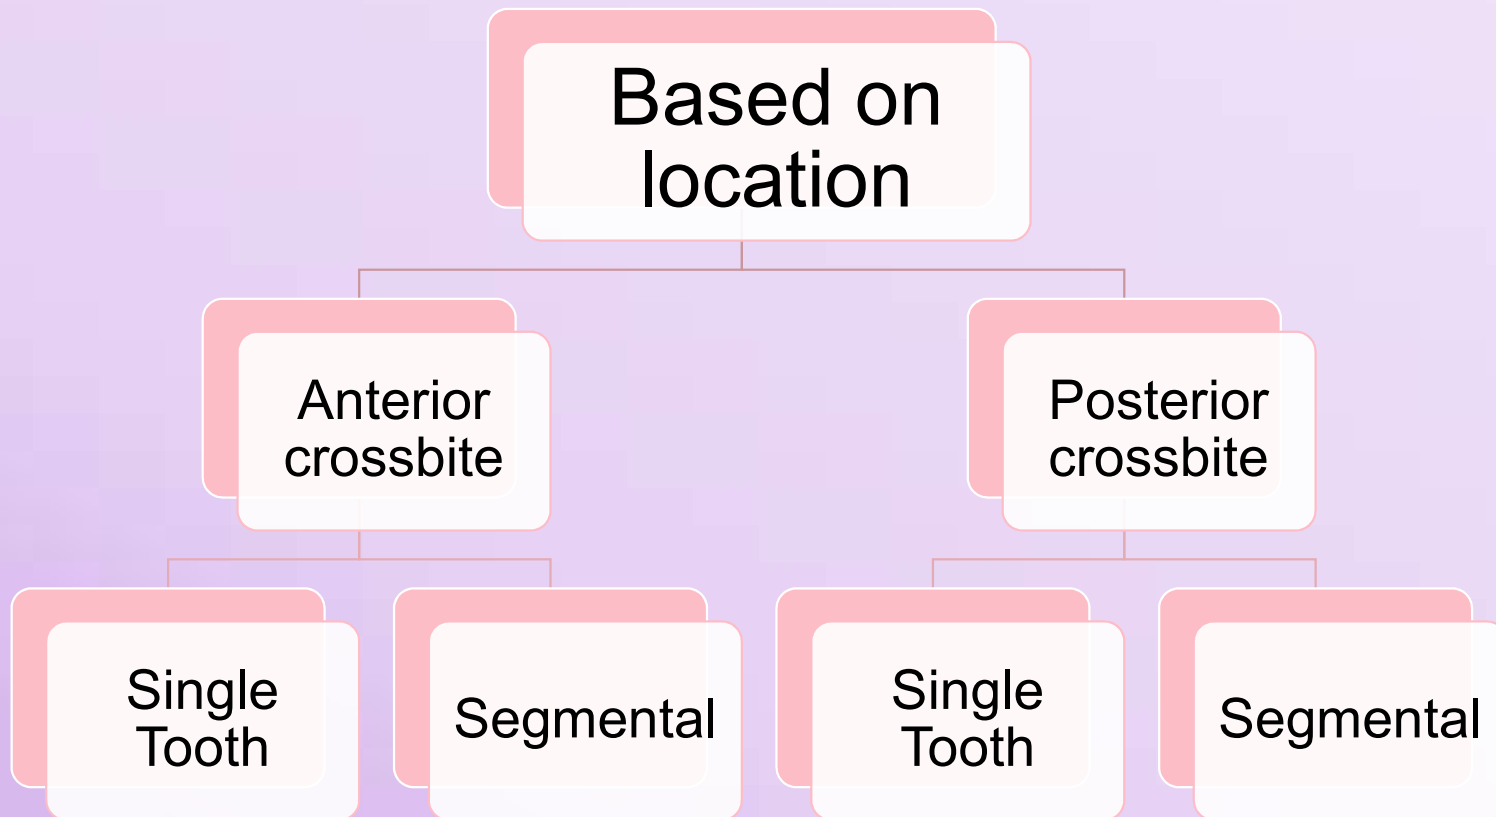 Based on
location
Anterior
crossbite
Posterior
crossbite
Single
Tooth
Segmental
Single
Tooth
Segmental